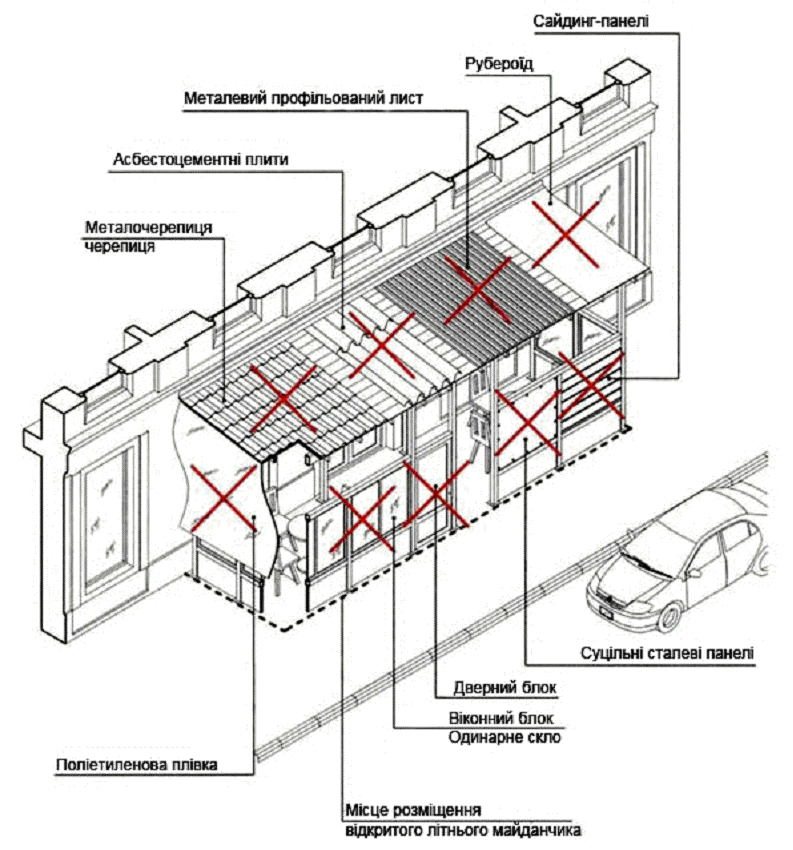 Сайдинг-панелі
Рубероїд
Металевий профільований лист
Асбестоцементні плити
Металочерепиця
черепиця
Суцільні сталеві панелі
Дверний блок
Віконний блок
Одинарне скло
Поліетиленова плівка
Місце розміщення
відкритого літнього майданчика